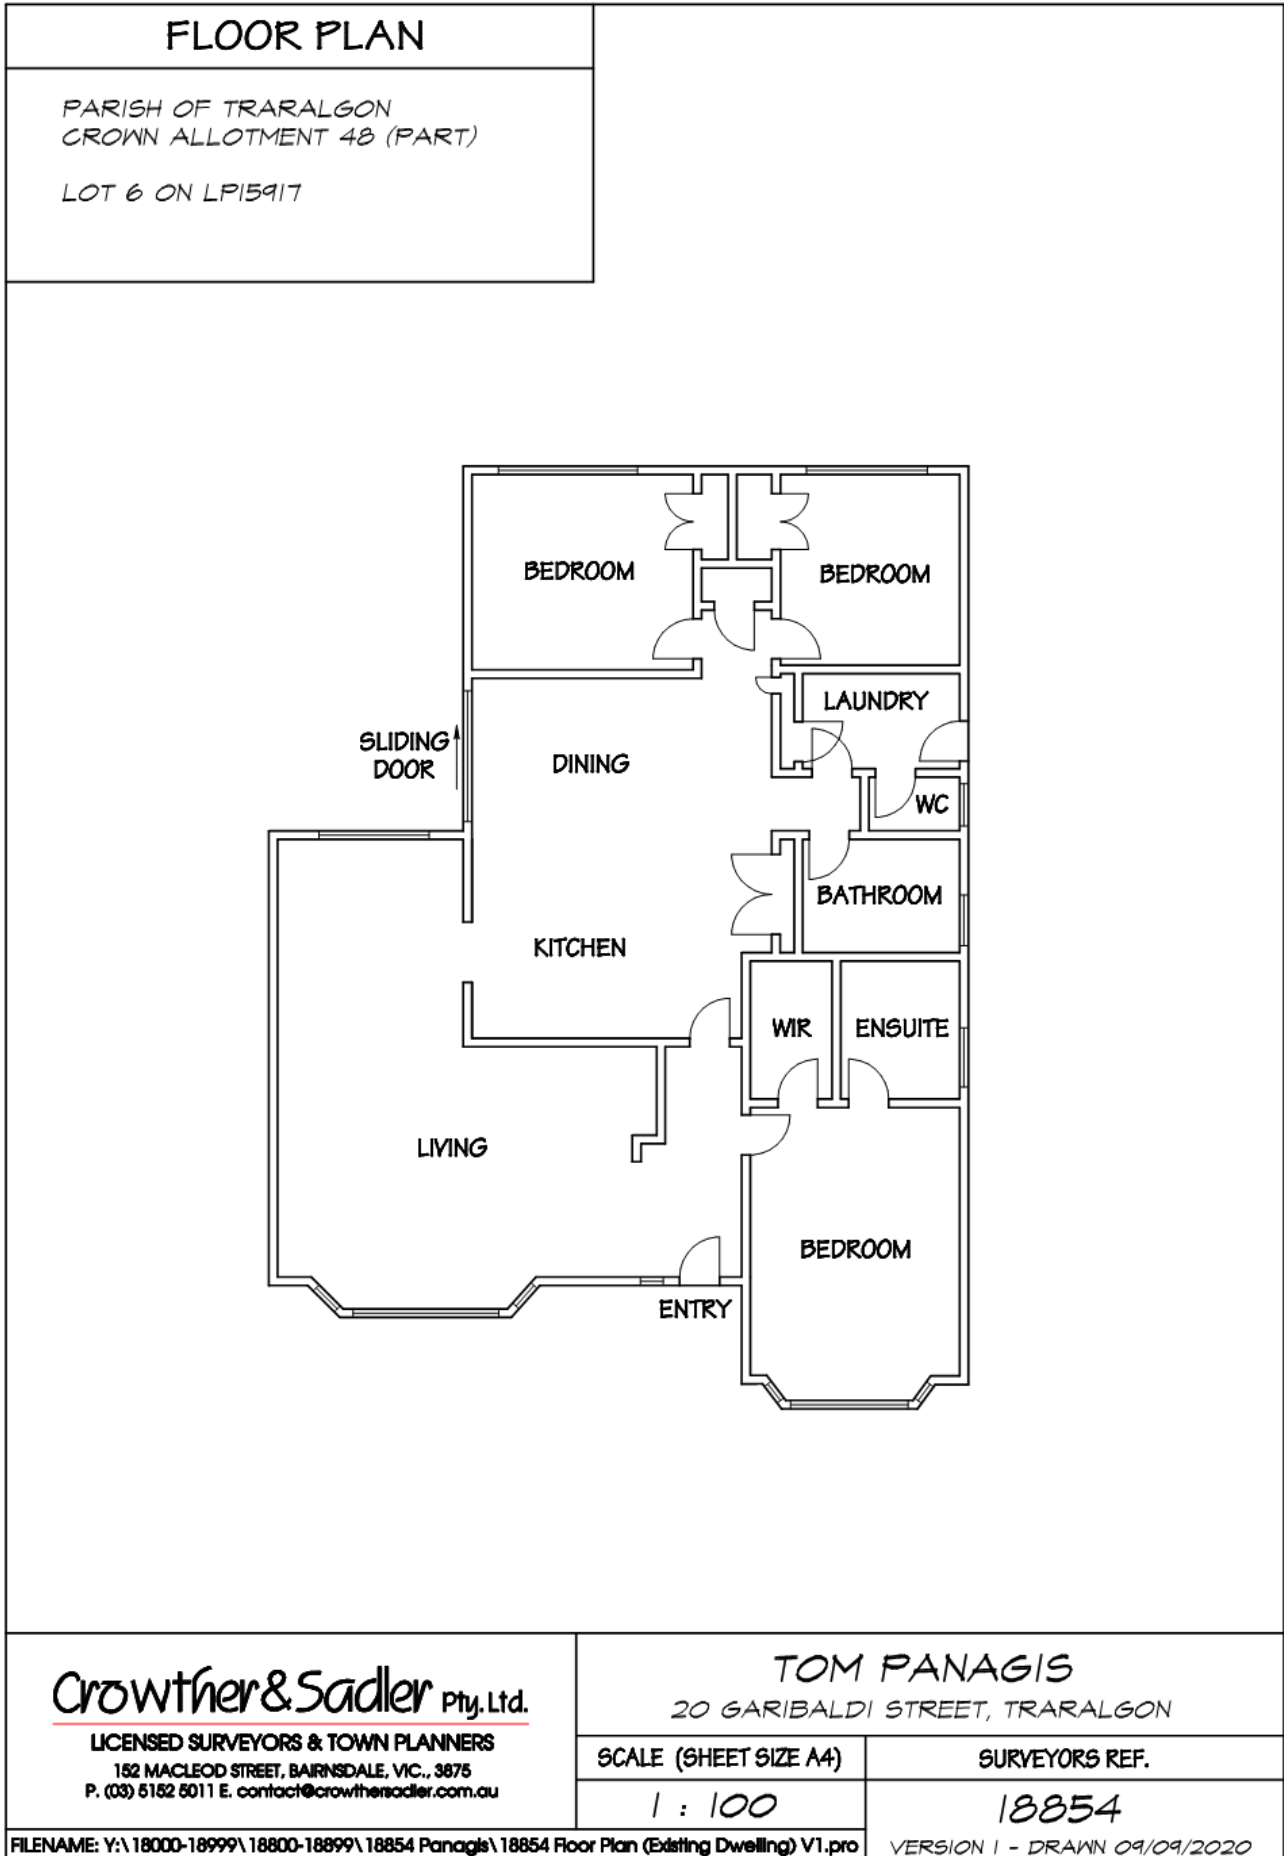 FLOOR PLAN
PARISH OF TRARALGON
CROWN ALLOTMENT 48 (PART)
LOT 6 ON LP15917
BEDROOM
BEDROOM
LAUNDRY
SLIDING
DOOR
DINING
WC
BATHROOM
KITCHEN
WIR
ENSUITE
LIVING
BEDROOM
ENTRY
Crowther&Sadler Pty.Ltd.
LICENSED SURVEYORS & TOWN PLANNERS
152 MACLEOD STREET, BAIRNSDALE, VIC., 3875
P. (03) 5152 5011 E. contact@crowthersadler.com.au
FILENAME: Y:\18000-18999\18800-18899\18854 Panagis\18854 Floor Plan (Existing Dwelling) V1.pro
TOM PANAGIS
20 GARIBALDI STREET, TRARALGON
SCALE (SHEET SIZE A4)
1 : 100
SURVEYORS REF.
18854
VERSION 1 - DRAWN 09/09/2020